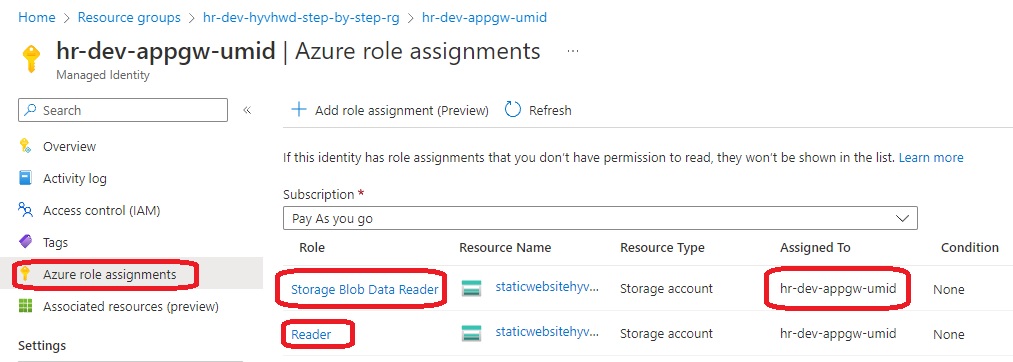 Home > Resource groups > hr-dev-hyvhwd-step-by-step-rg > hr-dev-appgw-umid
hr-dev-appgw-umid | Azure role assignments ...
Managed Identity
Search «
Overview
Activity log
Access control (IAM)
Tags
Azure role assignments
Associated resources (preview)
Settings
+ Add role assignment (Preview) Refresh
If this identity has role assignments that you don't have permission to read, they won't be shown in the list. Learn more
Subscription *
Pay As you go
Role Resource Name Resource Type Assigned To Condition
Storage Blob Data Reader staticwebsitehyv... Storage account hr-dev-appgw-umid None
Reader staticwebsitehyv... Storage account hr-dev-appgw-umid None